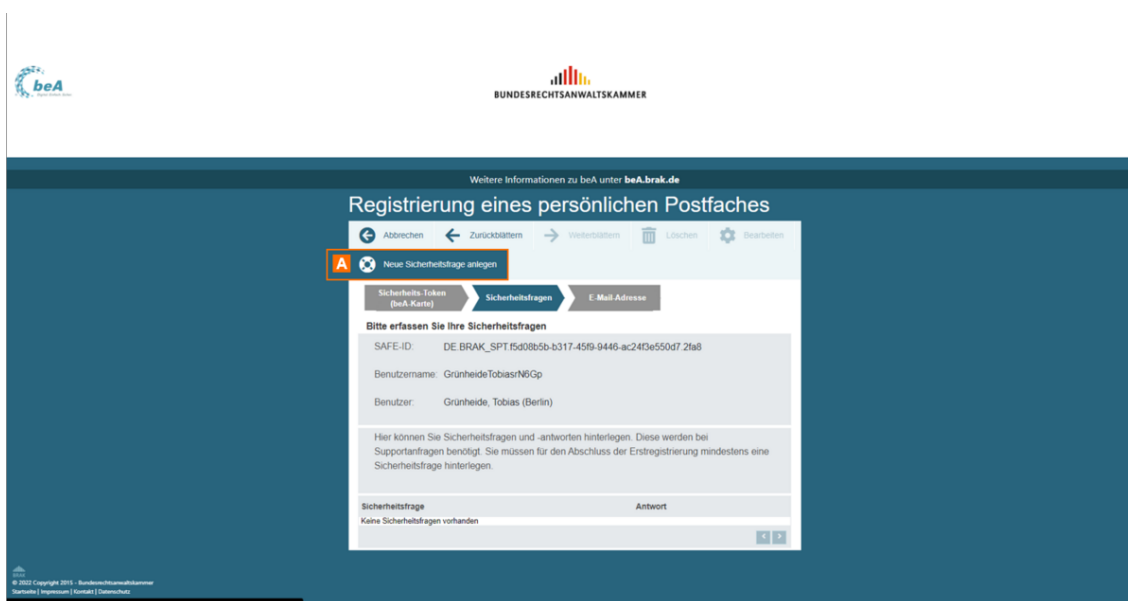 beA
BUNDESRECHTSANWALTSKAMMER
Weitere Informationen zu beA unter beA.brak.de
Registrierung eines persönlichen Postfaches
Abbrechen Zurückblättern Weiterblättern Löschen Bearbeiten
A Neue Sicherheitsfrage anlegen
Sicherheits-Token
(beA-Karte)
Sicherheitsfragen
E-Mail-Adresse
Bitte erfassen Sie Ihre Sicherheitsfragen
SAFE-ID: DE.BRAK_SPT.f5d08b5b-b317-45f9-9446-ac24f3e550d7.2fa8
Benutzername: GrünheideTobiasrN6Gp
Benutzer: Grünheide, Tobias (Berlin)
Hier können Sie Sicherheitsfragen und -antworten hinterlegen. Diese werden bei
Supportanfragen benötigt. Sie müssen für den Abschluss der Erstregistrierung mindestens eine
Sicherheitsfrage hinterlegen.
Sicherheitsfrage Antwort
Keine Sicherheitsfragen vorhanden
BRAK
© 2022 Copyright 2015 - Bundesrechtsanwaltskammer
Startseite | Impressum | Kontakt | Datenschutz